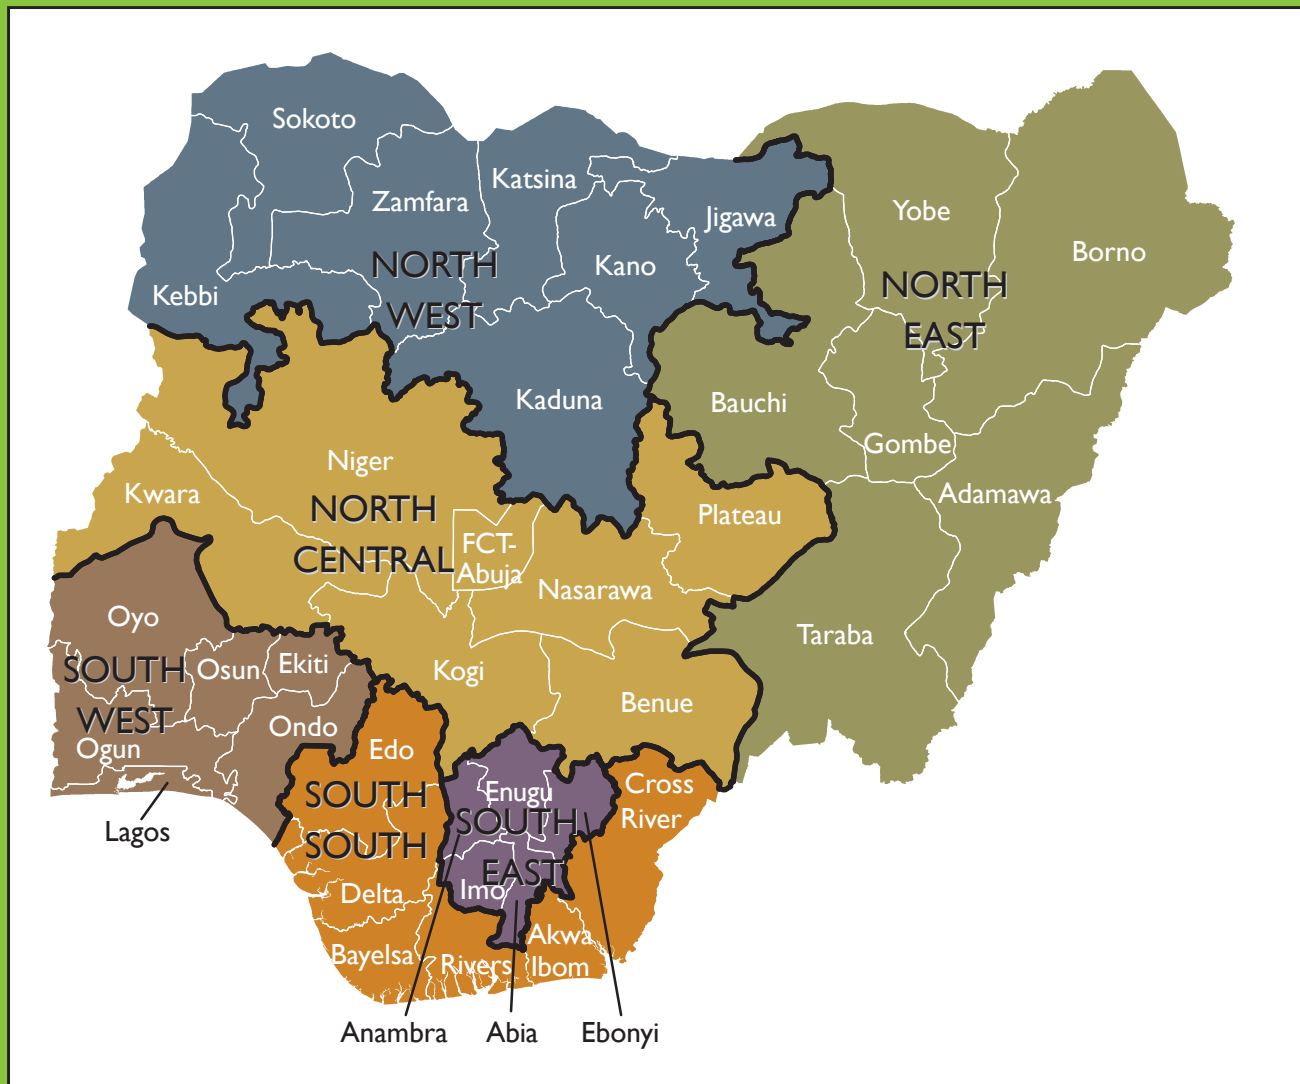 Sokoto
Katsina
Zamfara
Jigawa
Yobe
Borno
NORTH
WEST
Kano
Kebbi
NORTH
EAST
Kaduna
Bauchi
Gombe
Niger
Kwara
NORTH
CENTRAL
Adamawa
Plateau
FCT-
Abuja
Nasarawa
Oyo
Taraba
SOUTH
WEST
Osun
Ekiti
Kogi
Benue
Ondo
Ogun
Edo
Cross
River
SOUTH
SOUTH
Enugu
SOUTH
EAST
Lagos
Imo
Delta
Akwa
Ibom
Bayelsa
Rivers
Anambra
Abia
Ebonyi